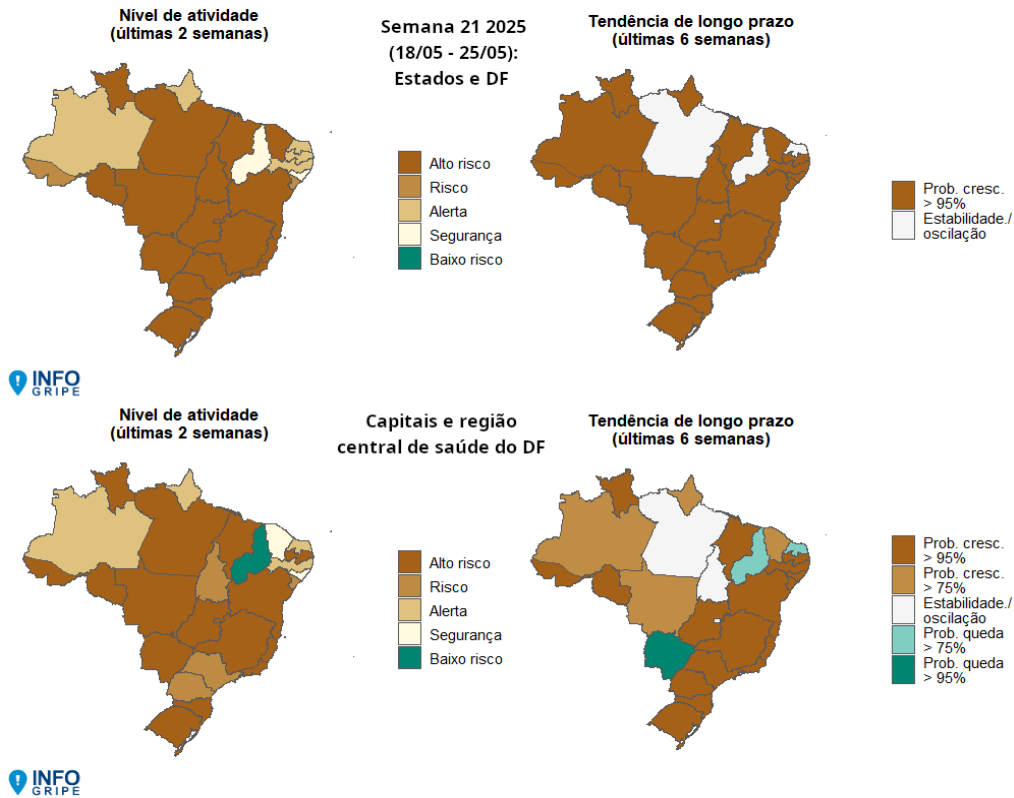 Nível de atividade
(últimas 2 semanas)
Semana 21 2025
(18/05 - 25/05):
Estados e DF
Tendência de longo prazo
(últimas 6 semanas)
Alto risco
Risco
Alerta
Segurança
Baixo risco
Prob. cresc.
> 95%
Estabilidade./
oscilação
INFO
GRIPE
Nível de atividade
(últimas 2 semanas)
Capitais e região
central de saúde do DF
Tendência de longo prazo
(últimas 6 semanas)
Alto risco
Risco
Alerta
Segurança
Baixo risco
Prob. cresc.
> 95%
Prob. cresc.
> 75%
Estabilidade./
oscilação
Prob. queda
> 75%
Prob. queda
> 95%
INFO
GRIPE